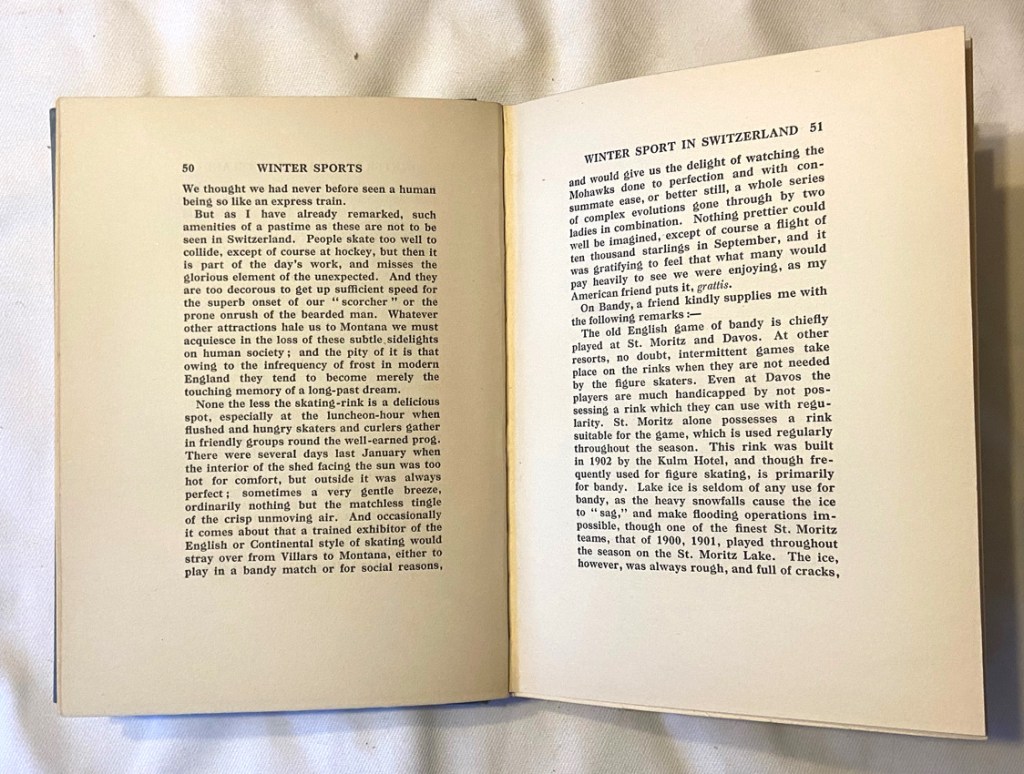 50 WINTER SPORTS
We thought we had never before seen a human
being so like an express train.
But as I have already remarked, such
amenities of a pastime as these are not to be
seen in Switzerland. People skate too well to
collide, except of course at hockey, but then it
is part of the day's work, and misses the
glorious element of the unexpected. And they
are too decorous to get up sufficient speed for
the superb onset of our "scorcher" or the
prone onrush of the bearded man. Whatever
other attractions hale us to Montana we must
acquiesce in the loss of these subtle sidelights
on human society; and the pity of it is that
owing to the infrequency of frost in modern
England they tend to become merely the
touching memory of a long-past dream.
None the less the skating-rink is a delicious
spot, especially at the luncheon-hour when
flushed and hungry skaters and curlers gather
in friendly groups round the well-earned prog.
There were several days last January when
the interior of the shed facing the sun was too
hot for comfort, but outside it was always
perfect; sometimes a very gentle breeze,
ordinarily nothing but the matchless tingle
of the crisp unmoving air. And occasionally
it comes about that a trained exhibitor of the
English or Continental style of skating would
stray over from Villars to Montana, either to
play in a bandy match or for social reasons,
WINTER SPORT IN SWITZERLAND 51
and would give us the delight of watching the
Mohawks done to perfection and with con-
summate ease, or better still, a whole series
of complex evolutions gone through by two
ladies in combination. Nothing prettier could
well be imagined, except of course a flight of
ten thousand starlings in September, and it
was gratifying to feel that what many would
pay heavily to see we were enjoying, as my
American friend puts it, grattis.
On Bandy, a friend kindly supplies me with
the following remarks :—
The old English game of bandy is chiefly
played at St. Moritz and Davos. At other
resorts, no doubt, intermittent games take
place on the rinks when they are not needed
by the figure skaters. Even at Davos the
players are much handicapped by not pos-
sessing a rink which they can use with regu-
larity. St. Moritz alone possesses a rink
suitable for the game, which is used regularly
throughout the season. This rink was built
in 1902 by the Kulm Hotel, and though fre-
quently used for figure skating, is primarily
for bandy. Lake ice is seldom of any use for
bandy, as the heavy snowfalls cause the ice
to "sag," and make flooding operations im-
possible, though one of the finest St. Moritz
teams, that of 1900, 1901, played throughout
the season on the St. Moritz Lake. The ice,
however, was always rough, and full of cracks,